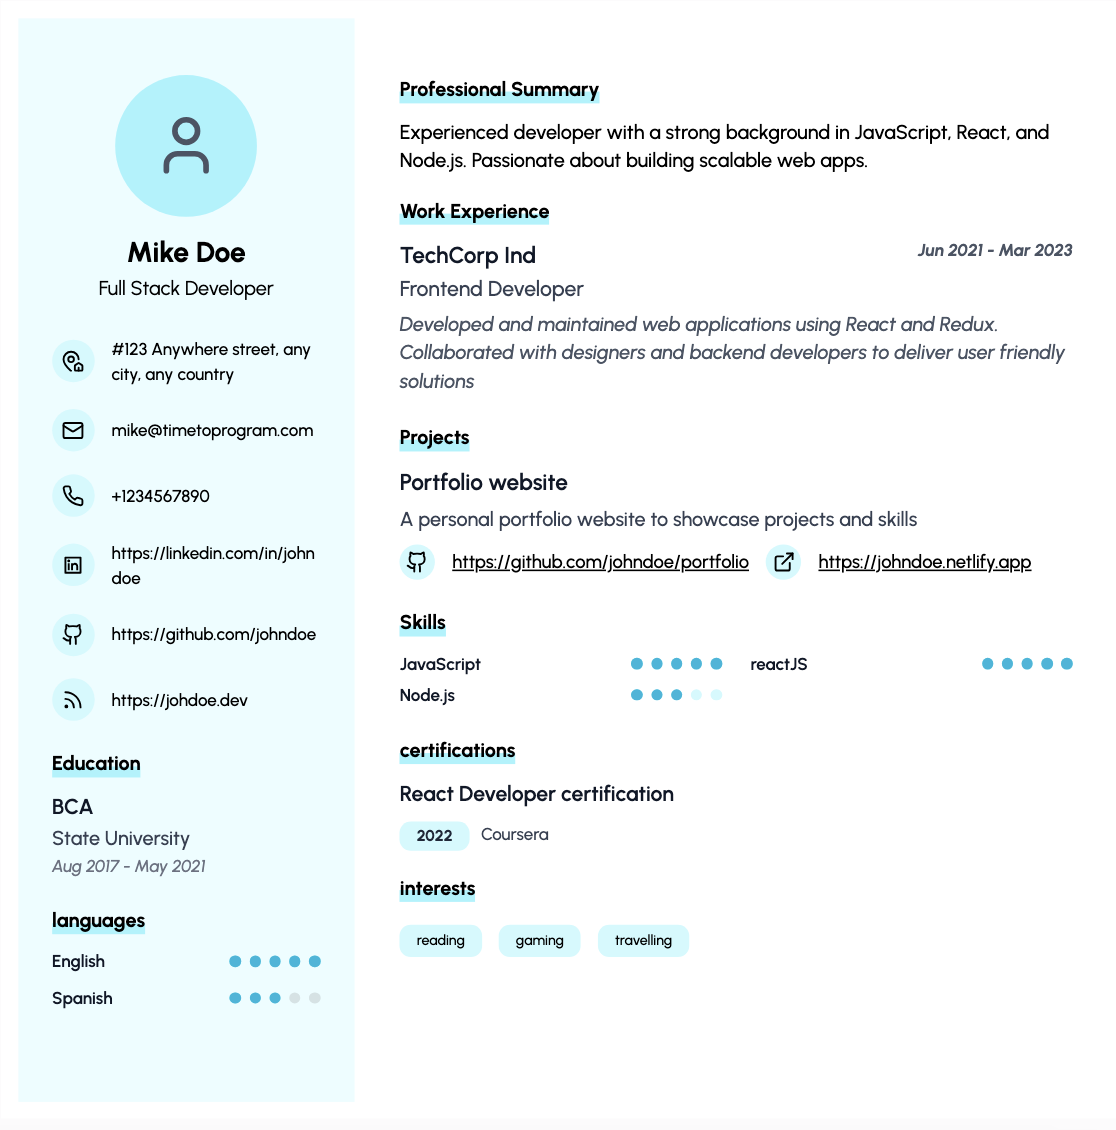 Mike Doe
Full Stack Developer
#123 Anywhere street, any
city, any country
mike@timetoprogram.com
+1234567890
https://linkedin.com/in/john
doe
https://github.com/johndoe
https://johdoe.dev
Education
BCA
State University
Aug 2017 - May 2021
languages
English
Spanish
Professional Summary
Experienced developer with a strong background in JavaScript, React, and
Node.js. Passionate about building scalable web apps.
Work Experience
TechCorp Ind Jun 2021 - Mar 2023
Frontend Developer
Developed and maintained web applications using React and Redux.
Collaborated with designers and backend developers to deliver user friendly
solutions
Projects
Portfolio website
A personal portfolio website to showcase projects and skills
https://github.com/johndoe/portfolio https://johndoe.netlify.app
Skills
JavaScript reactJS
Node.js
certifications
React Developer certification
2022 Coursera
interests
reading gaming travelling